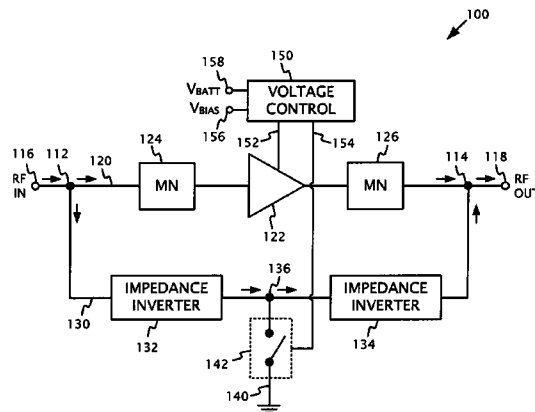 100
150
158
VBATT
VOLTAGE
CONTROL
VBIAS
156
152
154
124
126
116
112
120
114
118
RF
IN
MN
MN
RF
OUT
122
136
IMPEDANCE
INVERTER
IMPEDANCE
INVERTER
130
132
142
134
140